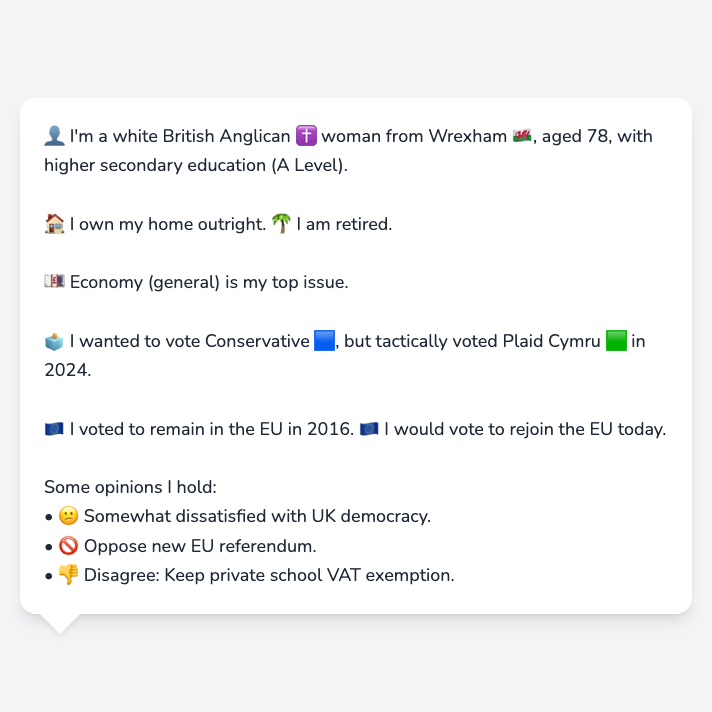 👤 I'm a white British Anglican ✝️ woman from Wrexham 🏴󠁧󠁢󠁷󠁬󠁳󠁿, aged 78, with
higher secondary education (A Level).
🏠 I own my home outright. 🌴 I am retired.
💷 Economy (general) is my top issue.
🗳️ I wanted to vote Conservative 🟦, but tactically voted Plaid Cymru 🟩 in
2024.
🇪🇺 I voted to remain in the EU in 2016. 🇪🇺 I would vote to rejoin the EU today.
Some opinions I hold:
• 😕 Somewhat dissatisfied with UK democracy.
• 🚫 Oppose new EU referendum.
• 👎 Disagree: Keep private school VAT exemption.